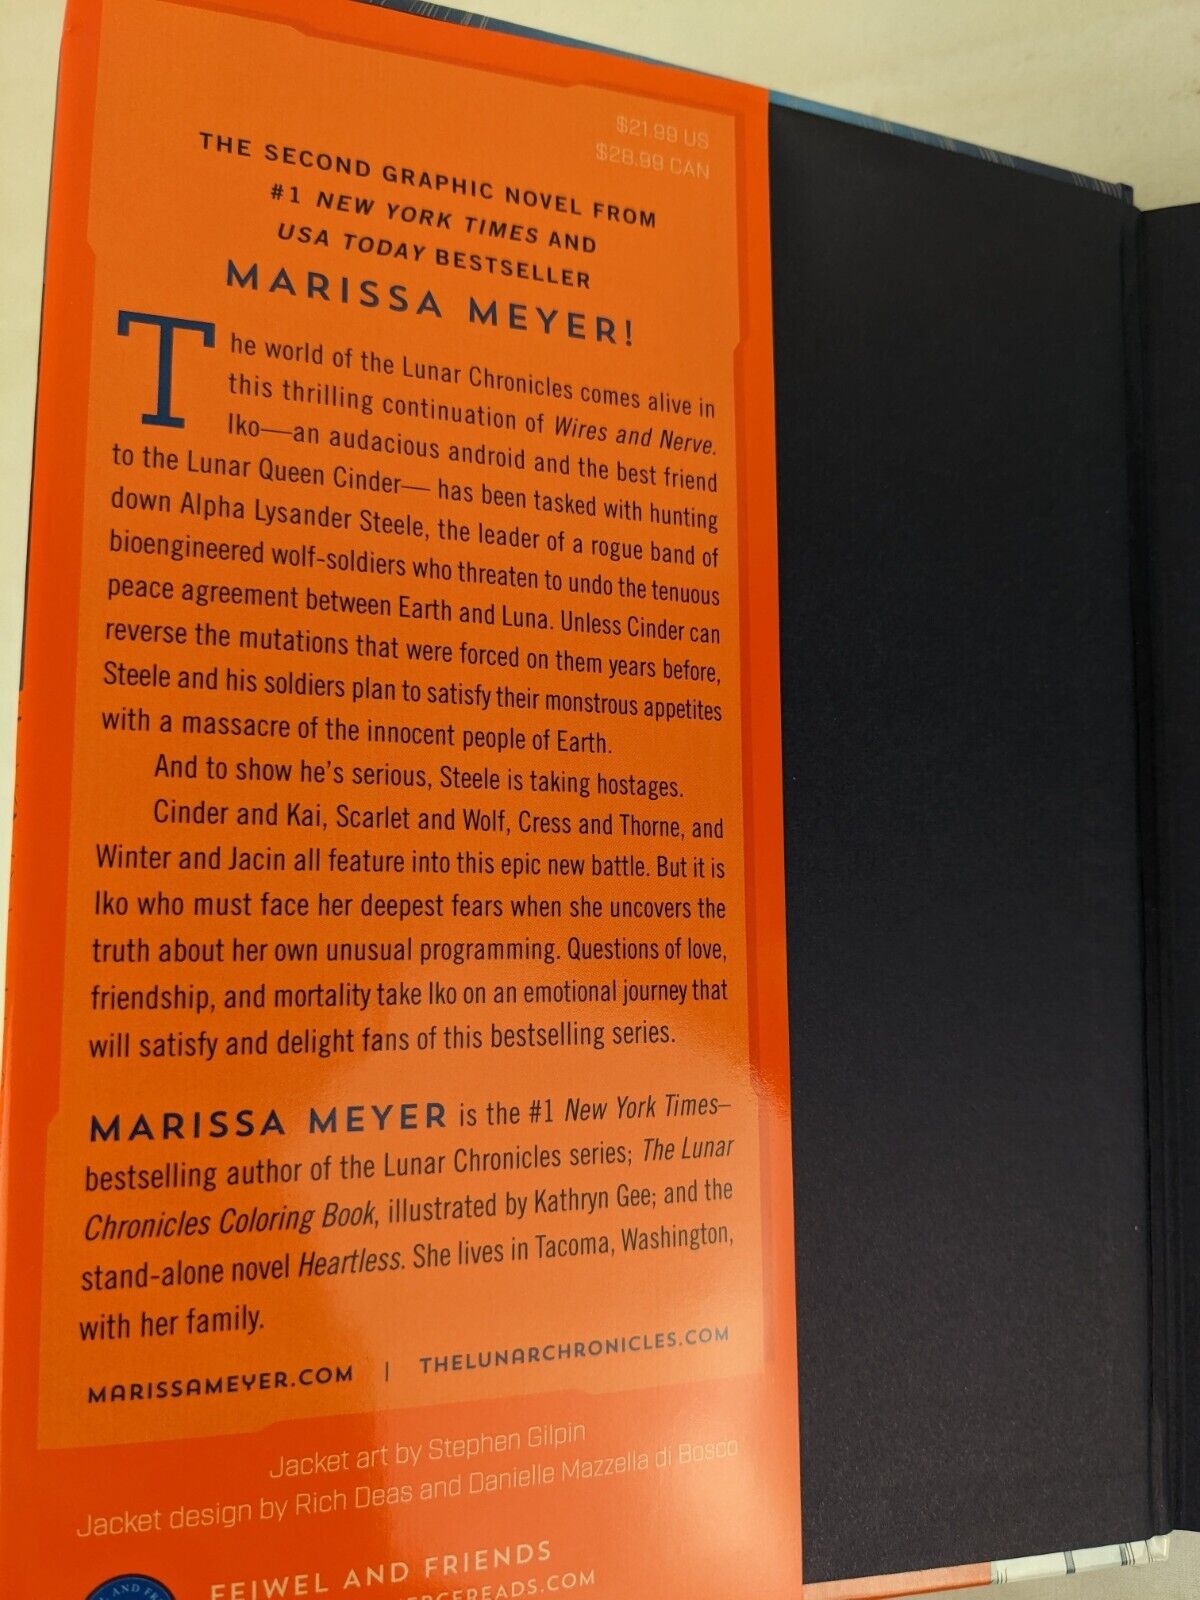 $21.99 US
$28.99 CAN
THE SECOND GRAPHIC NOVEL FROM
#1 NEW YORK TIMES AND
USA TODAY BESTSELLER
MARISSA MEYER!
The world of the Lunar Chronicles comes alive in
this thrilling continuation of Wires and Nerve.
Iko—an audacious android and the best friend
to the Lunar Queen Cinder— has been tasked with hunting
down Alpha Lysander Steele, the leader of a rogue band of
bioengineered wolf-soldiers who threaten to undo the tenuous
peace agreement between Earth and Luna. Unless Cinder can
reverse the mutations that were forced on them years before,
Steele and his soldiers plan to satisfy their monstrous appetites
with a massacre of the innocent people of Earth.
And to show he's serious, Steele is taking hostages.
Cinder and Kai, Scarlet and Wolf, Cress and Thorne, and
Winter and Jacin all feature into this epic new battle. But it is
Iko who must face her deepest fears when she uncovers the
truth about her own unusual programming. Questions of love,
friendship, and mortality take Iko on an emotional journey that
will satisfy and delight fans of this bestselling series.
MARISSA MEYER is the #1 New York Times–
bestselling author of the Lunar Chronicles series; The Lunar
Chronicles Coloring Book, illustrated by Kathryn Gee; and the
stand-alone novel Heartless. She lives in Tacoma, Washington,
with her family.
MARISSAMEYER.COM | THELUNARCHRONICLES.COM
Jacket art by Stephen Gilpin
Jacket design by Rich Deas and Danielle Mazzella di Bosco
FEIWEL AND FRIENDS